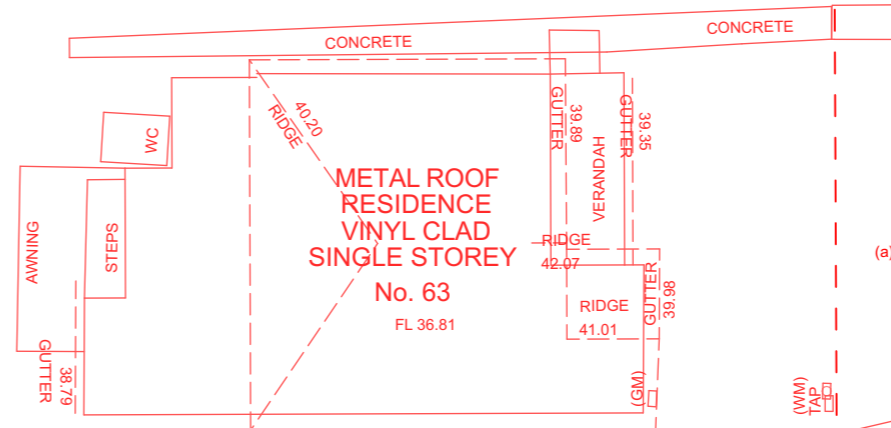 CONCRETE
CONCRETE
40.20
RIDGE
GUTTER
39.89
GUTTER
39.35
WC
VERANDAH
METAL ROOF
RESIDENCE
VINYL CLAD
SINGLE STOREY
No. 63
FL 36.81
AWNING
STEPS
RIDGE
42.07
(a)
GUTTER
39.98
RIDGE
41.01
GUTTER
38.79
(GM)
(WM)
TAP